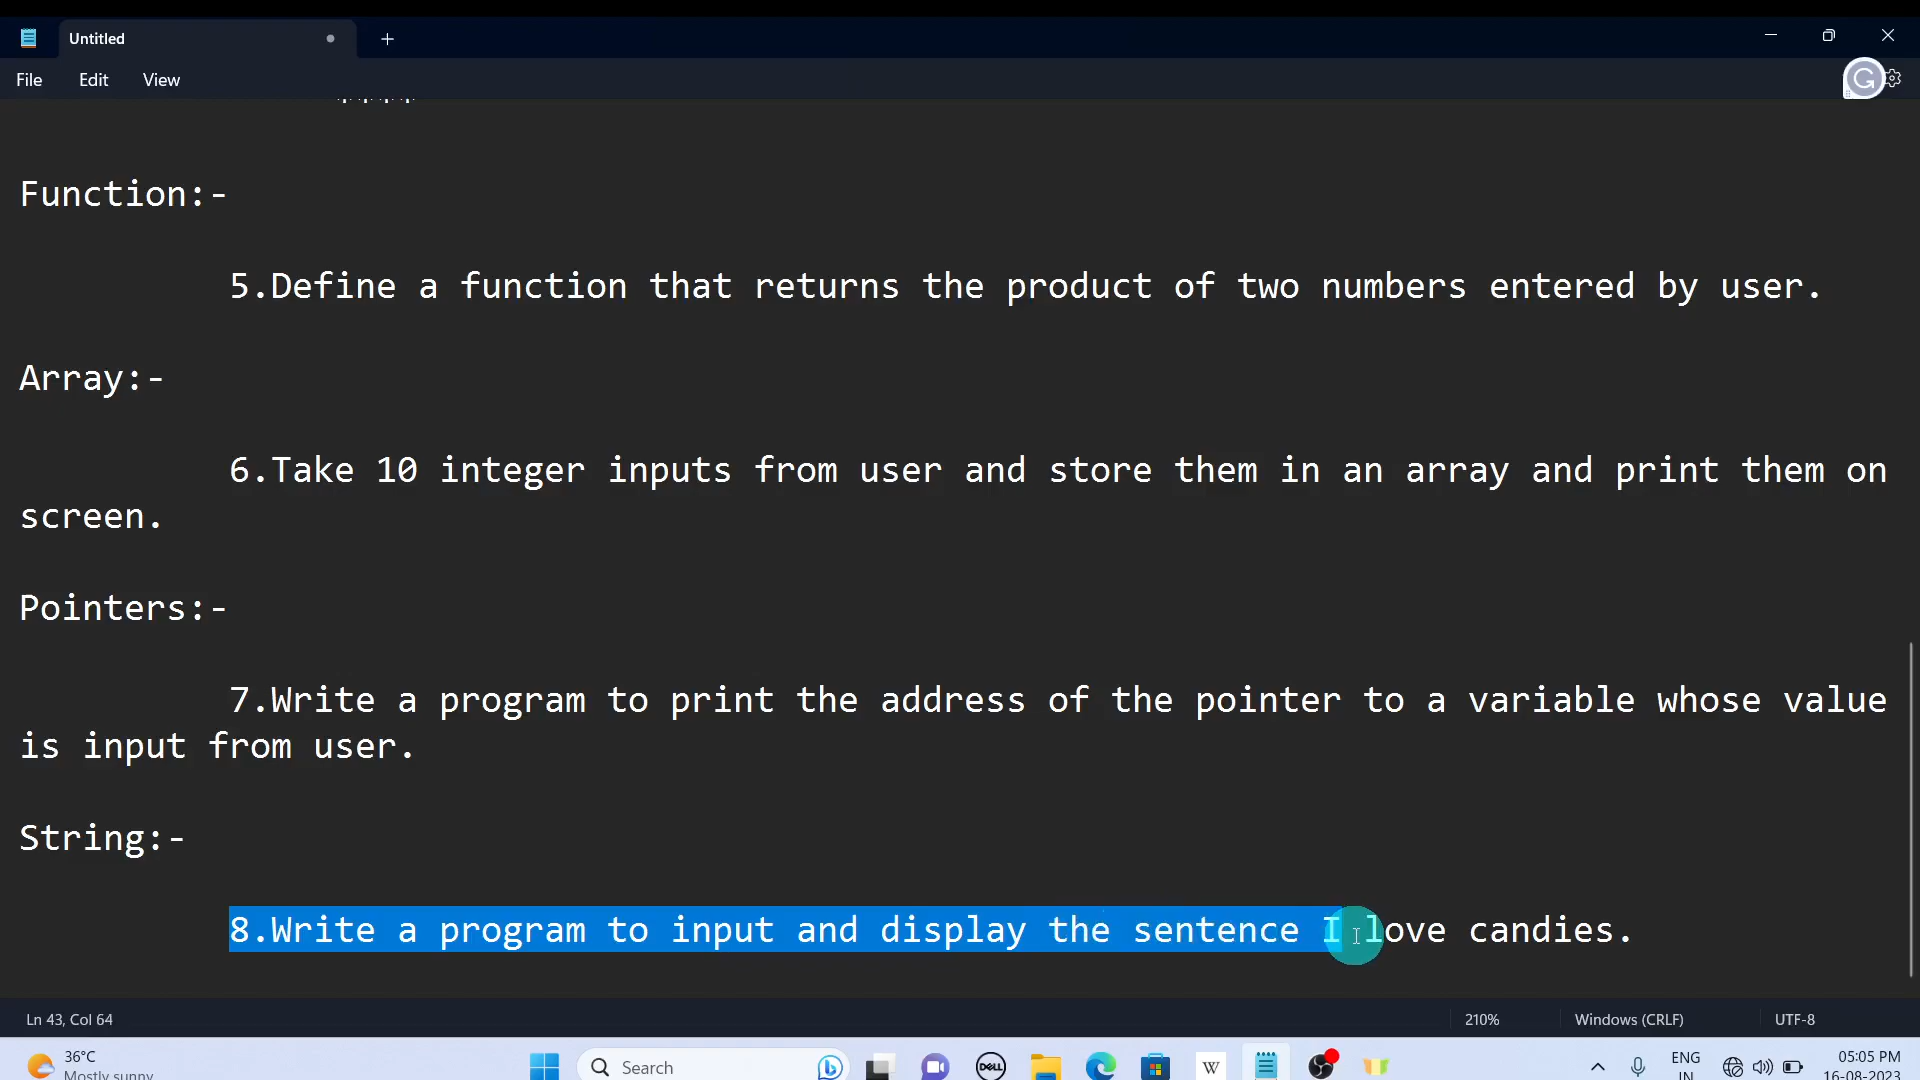 Untitled
File Edit View
Function:-
5.Define a function that returns the product of two numbers entered by user.
Array:-
6.Take 10 integer inputs from user and store them in an array and print them on
screen.
Pointers:-
7.Write a program to print the address of the pointer to a variable whose value
is input from user.
String:-
8.Write a program to input and display the sentence I love candies.
Ln 43, Col 64 210% Windows (CRLF) UTF-8
36°C
Mostly sunny
Search
DELL
W
ENG
IN
05:05 PM
16-08-2023